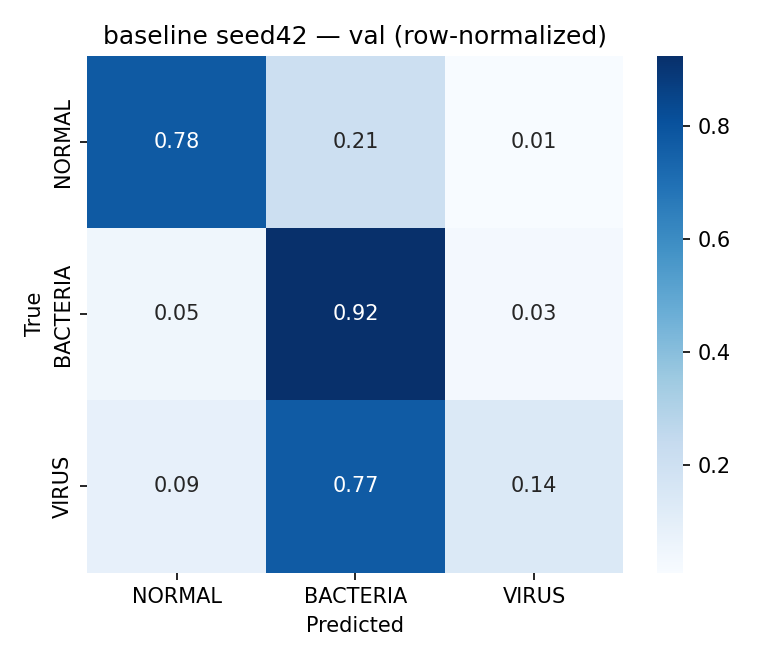 baseline seed42 — val (row-normalized)
NORMAL 0.78 0.21 0.01
BACTERIA 0.05 0.92 0.03
VIRUS 0.09 0.77 0.14
True
NORMAL BACTERIA VIRUS
Predicted
0.8
0.6
0.4
0.2